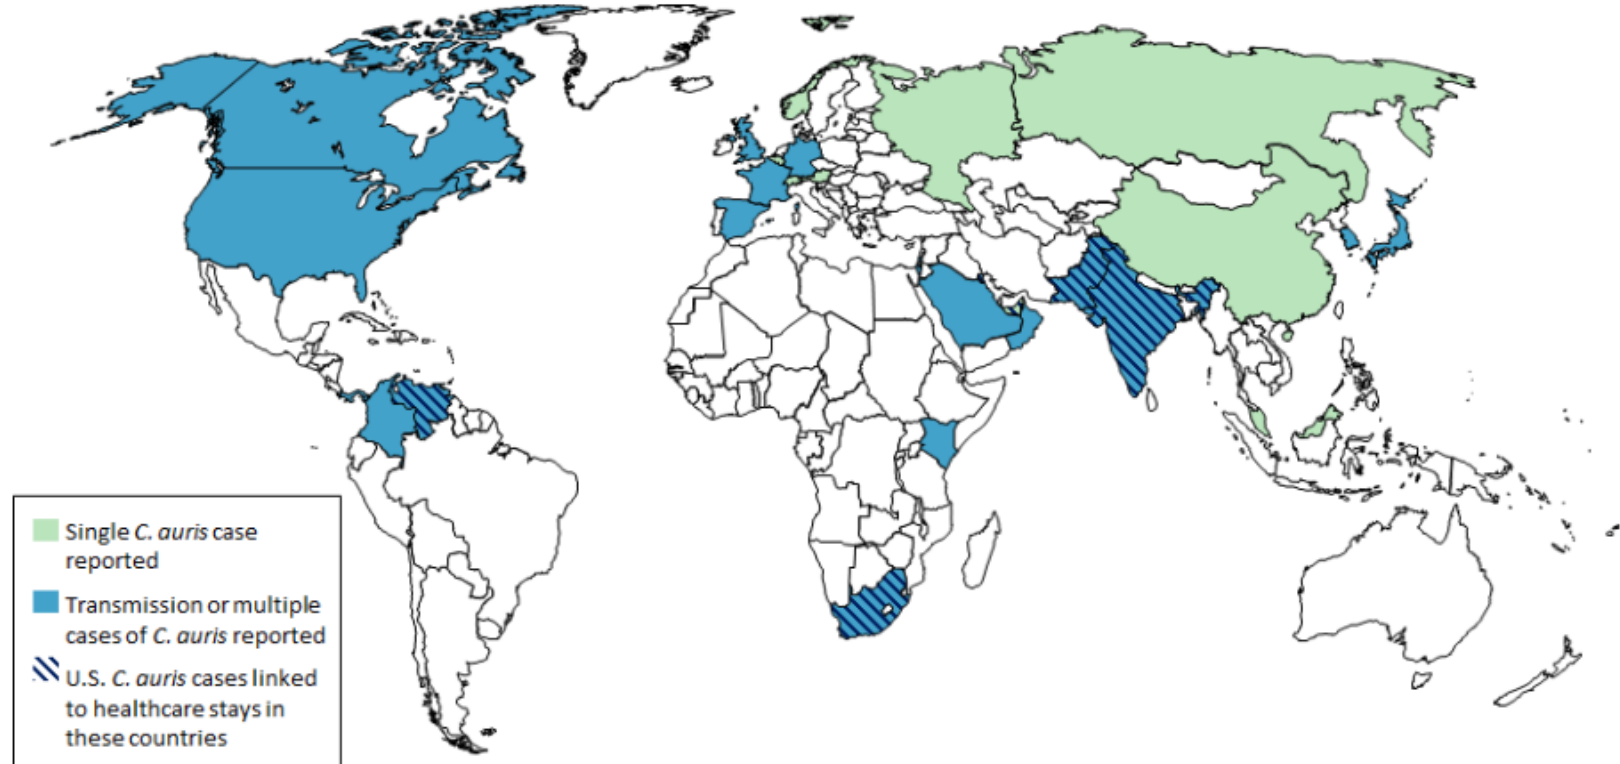 Single C. auris case
reported
Transmission or multiple
cases of C. auris reported
U.S. C. auris cases linked
to healthcare stays in
these countries